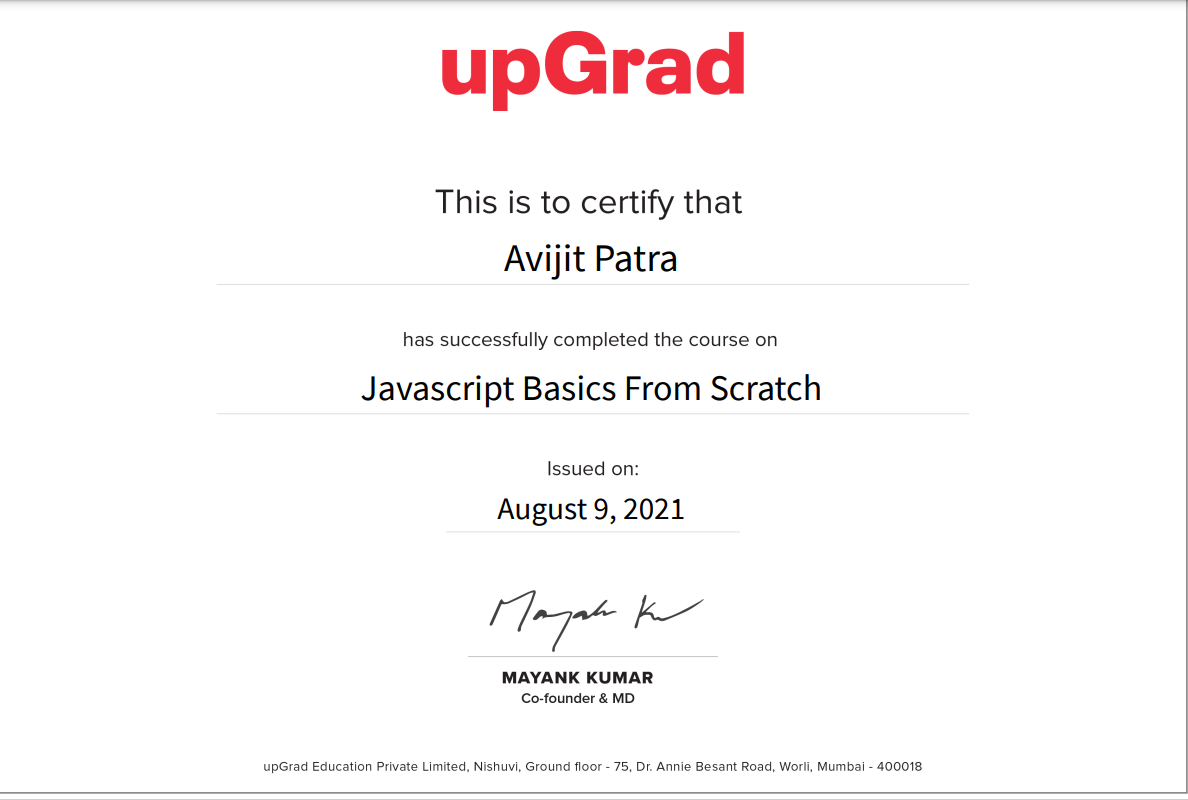 upGrad
This is to certify that
Avijit Patra
has successfully completed the course on
Javascript Basics From Scratch
Issued on:
August 9, 2021
Mayank Ku
MAYANK KUMAR
Co-founder & MD
upGrad Education Private Limited, Nishuvi, Ground floor - 75, Dr. Annie Besant Road, Worli, Mumbai - 400018